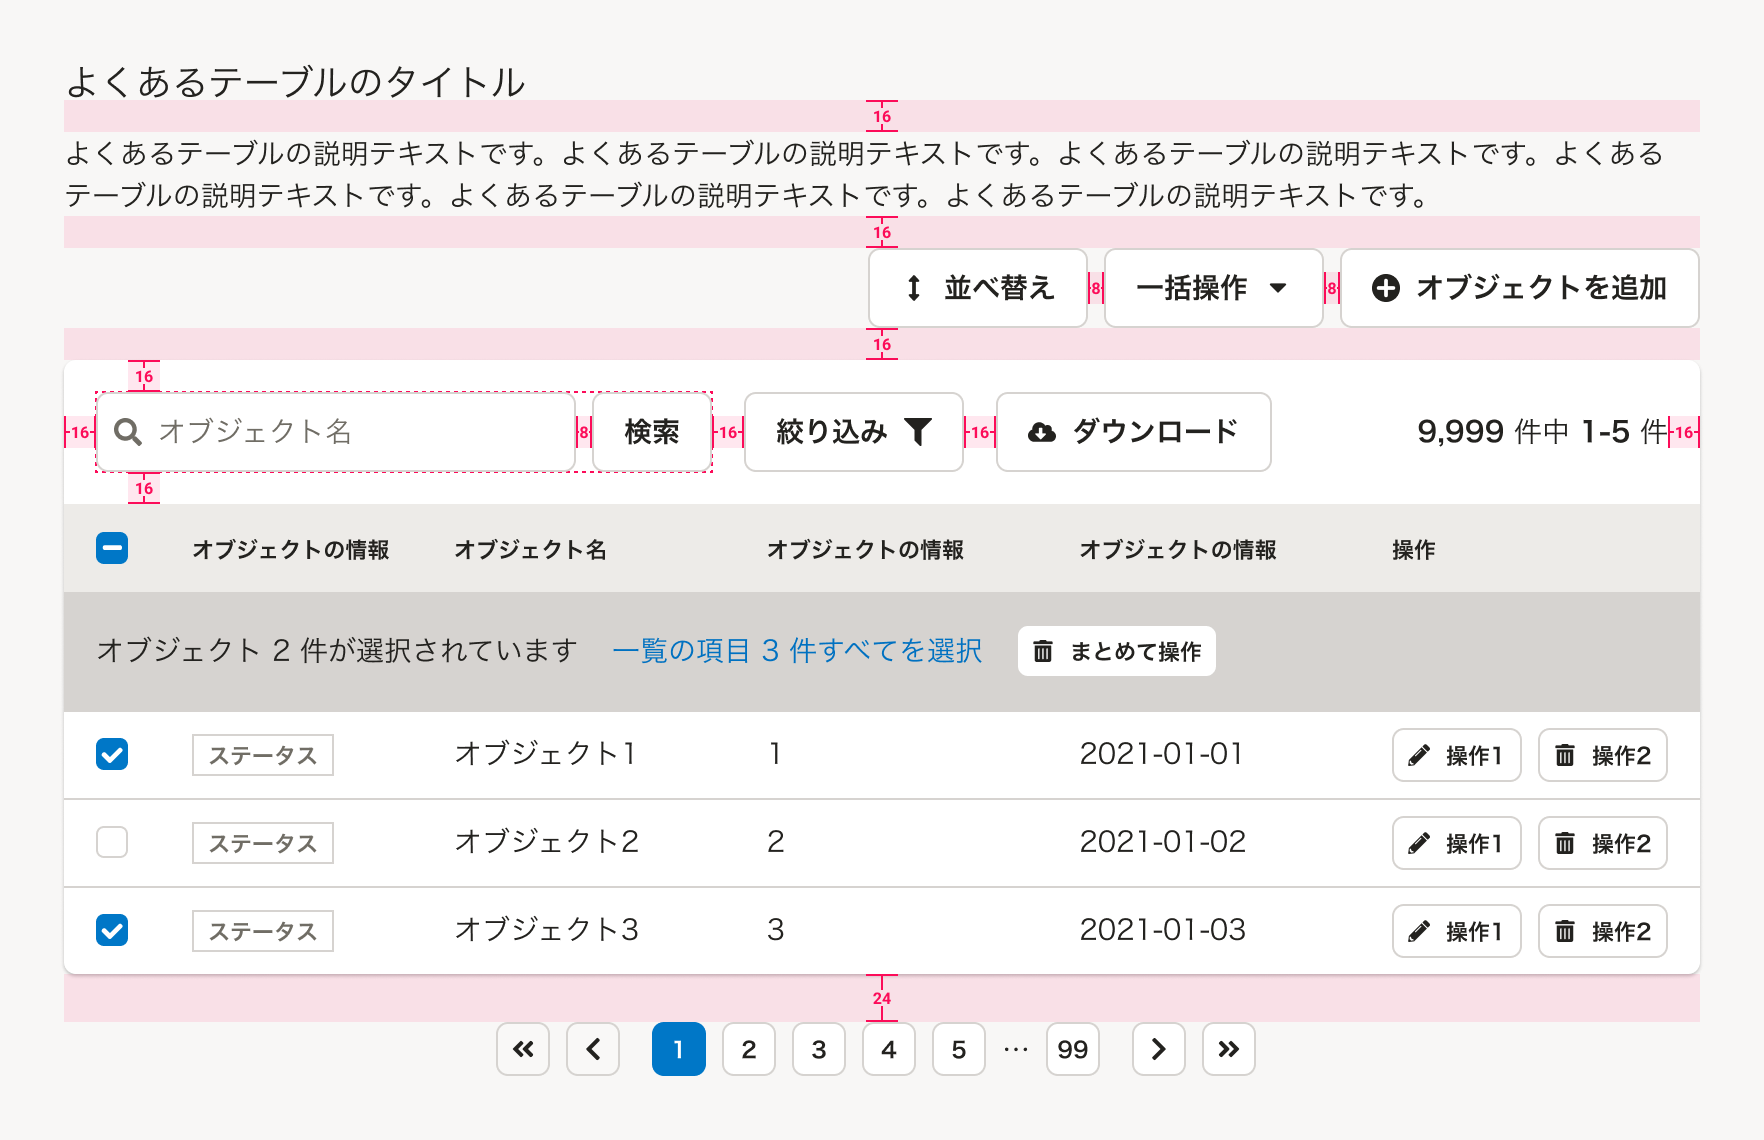 よくあるテーブルのタイトル
16
よくあるテーブルの説明テキストです。よくあるテーブルの説明テキストです。よくあるテーブルの説明テキストです。よくある
テーブルの説明テキストです。よくあるテーブルの説明テキストです。よくあるテーブルの説明テキストです。
16
並べ替え 8 一括操作 8 オブジェクトを追加
16
16
16 オブジェクト名 8 検索 16 絞り込み 16 ダウンロード 9,999 件中 1-5 件 16
16
オブジェクトの情報 オブジェクト名 オブジェクトの情報 オブジェクトの情報 操作
オブジェクト 2 件が選択されています 一覧の項目 3 件すべてを選択 まとめて操作
ステータス オブジェクト1 1 2021-01-01 操作1 操作2
ステータス オブジェクト2 2 2021-01-02 操作1 操作2
ステータス オブジェクト3 3 2021-01-03 操作1 操作2
24
1 2 3 4 5 … 99